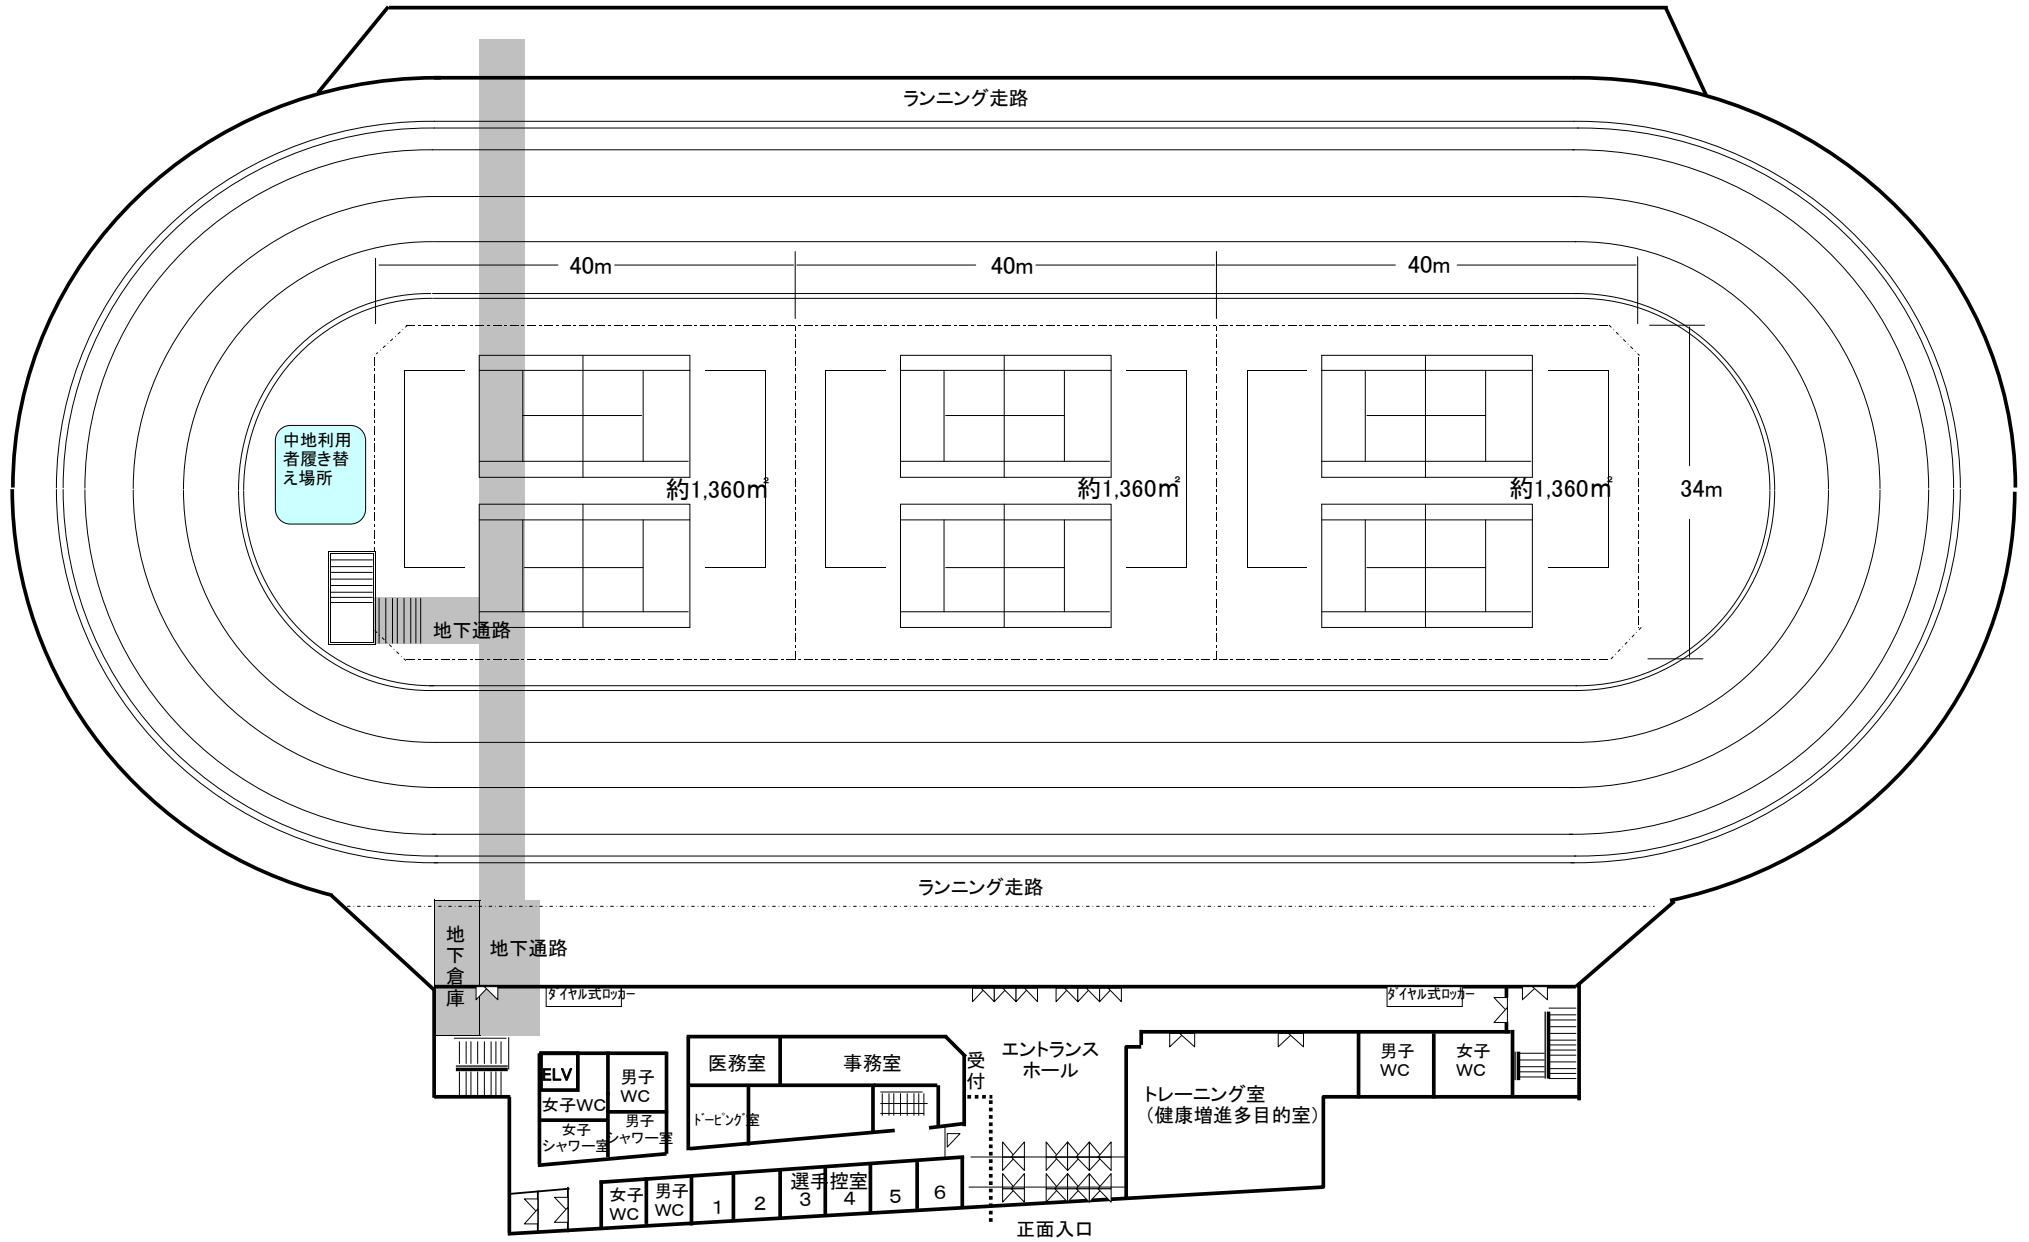 ランニング走路
40m
40m
40m
中地利用
者履き替
え場所
約1,360㎡
約1,360㎡
約1,360㎡
34m
地下通路
ランニング走路
地下倉庫
地下通路
ダイヤル式ロッカー
ダイヤル式ロッカー
ELV
女子WC
男子
WC
女子
シャワー室
男子
シャワー室
医務室
事務室
ドーピング室
受付
エントランス
ホール
トレーニング室
（健康増進多目的室）
男子
WC
女子
WC
選手控室
女子
WC
男子
WC
1
2
3
4
5
6
正面入口